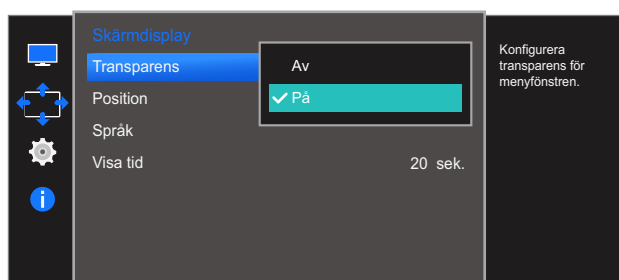 Skärmdisplay
Transparens
Av
På
Position
Språk
Visa tid
20 sek.
Konfigurera
transparens för
menyfönstren.